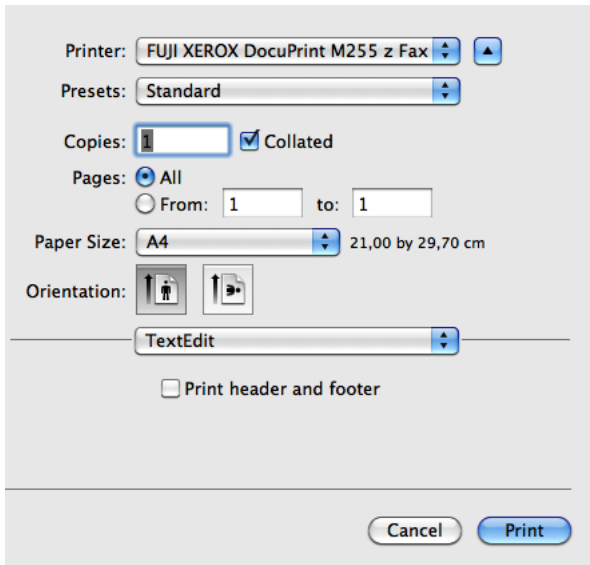 Printer: FUJI XEROX DocuPrint M255 z Fax
Presets: Standard
Copies: 1 Collated
Pages: All
From: 1 to: 1
Paper Size: A4 21,00 by 29,70 cm
Orientation:
TextEdit
Print header and footer
Cancel Print